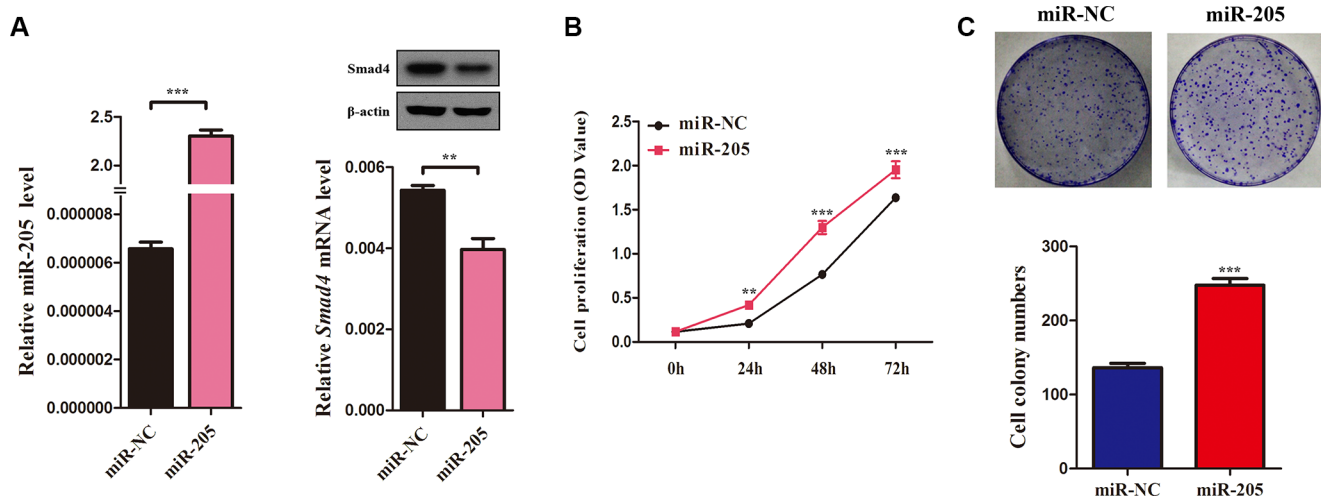 A
Relative miR-205 level
***
2.5
2.0
0.000008
0.000006
0.000004
0.000002
0.000000
miR-NC
miR-205
Smad4
β-actin
Relative Smad4 mRNA level
**
0.006
0.004
0.002
0.000
miR-NC
miR-205
B
Cell proliferation (OD Value)
2.5
2.0
1.5
1.0
0.5
0.0
miR-NC
miR-205
**
***
***
0h
24h
48h
72h
C
miR-NC
miR-205
Cell colony numbers
300
200
100
0
***
miR-NC
miR-205